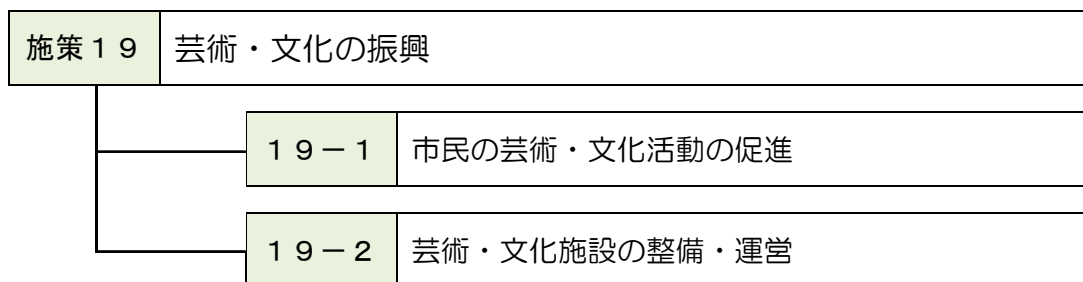 施策１９ 芸術・文化の振興
１９－１ 市民の芸術・文化活動の促進
１９－２ 芸術・文化施設の整備・運営